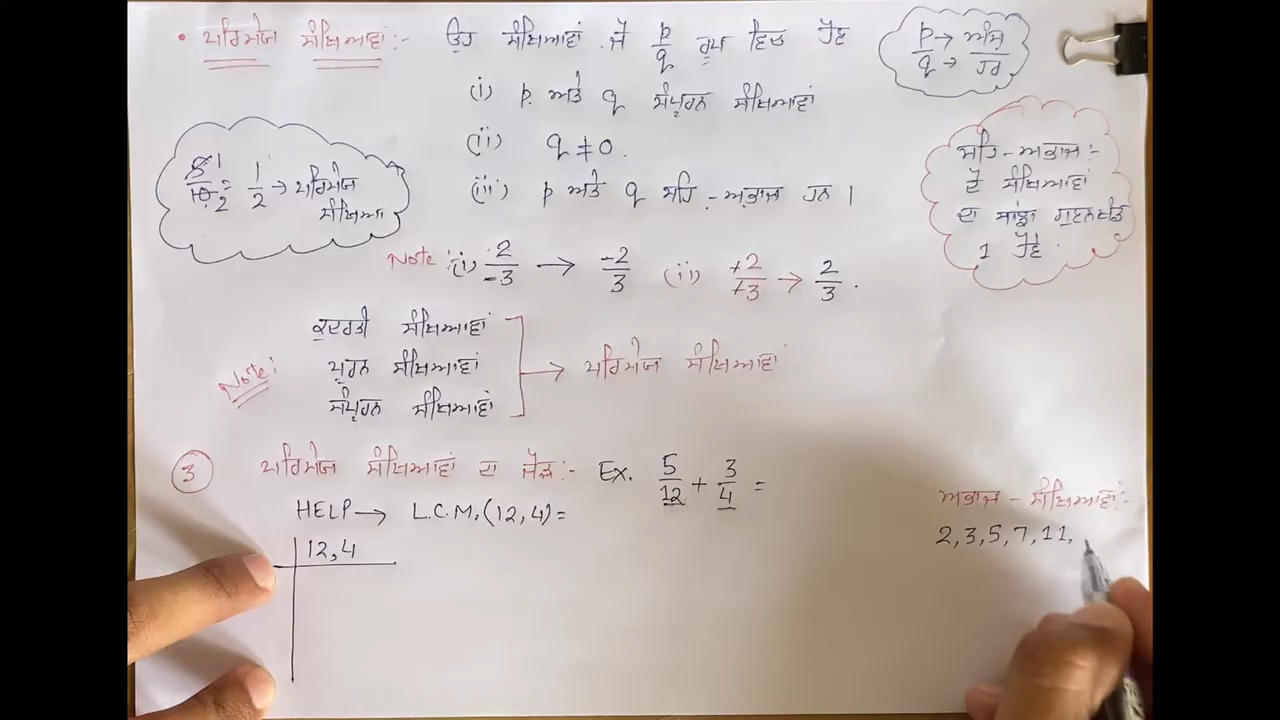 • ਪਰਿਮੇਯ ਸੰਖਿਆਵਾਂ :- ਉਹ ਸੰਖਿਆਵਾਂ ਜੋ p/q ਰੂਪ ਵਿਚ ਹੋਣ
(i) p ਅਤੇ q ਸੰਪੂਰਨ ਸੰਖਿਆਵਾਂ
(ii) q ≠ 0.
(iii) p ਅਤੇ q ਸਹਿ-ਅਭਾਜ ਹਨ ।
p → ਅੰਸ਼
q → ਹਰ
5/10 = 1/2 → ਪਰਿਮੇਯ
ਸੰਖਿਆ
ਸਹਿ-ਅਭਾਜ :-
ਦੋ ਸੰਖਿਆਵਾਂ
ਦਾ ਸਾਂਝਾ ਗੁਣਨਖੰਡ
1 ਹੋਵੇ
Note : (i) 2/-3 → -2/3 (ii) +2/+3 → 2/3 .
Note :
ਕੁਦਰਤੀ ਸੰਖਿਆਵਾਂ
ਪੂਰਨ ਸੰਖਿਆਵਾਂ → ਪਰਿਮੇਯ ਸੰਖਿਆਵਾਂ
ਸੰਪੂਰਨ ਸੰਖਿਆਵਾਂ
3 ਪਰਿਮੇਯ ਸੰਖਿਆਵਾਂ ਦਾ ਜੋੜ :- Ex. 5/12 + 3/4 =
HELP → L.C.M. (12,4) =
12,4
ਅਭਾਜ - ਸੰਖਿਆਵਾਂ :-
2,3,5,7,11,